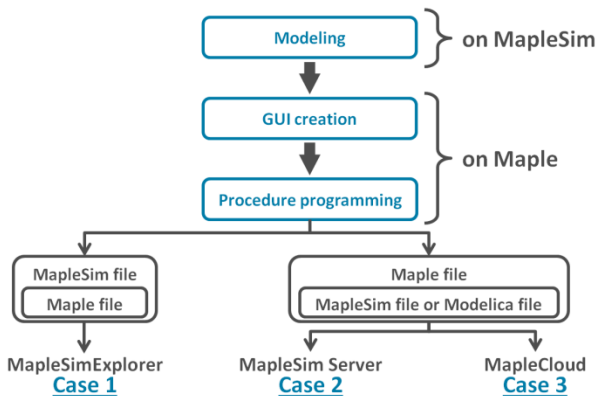 Modeling
on MapleSim
GUI creation
on Maple
Procedure programming
MapleSim file
Maple file
Maple file
MapleSim file or Modelica file
MapleSimExplorer
Case 1
MapleSim Server
Case 2
MapleCloud
Case 3